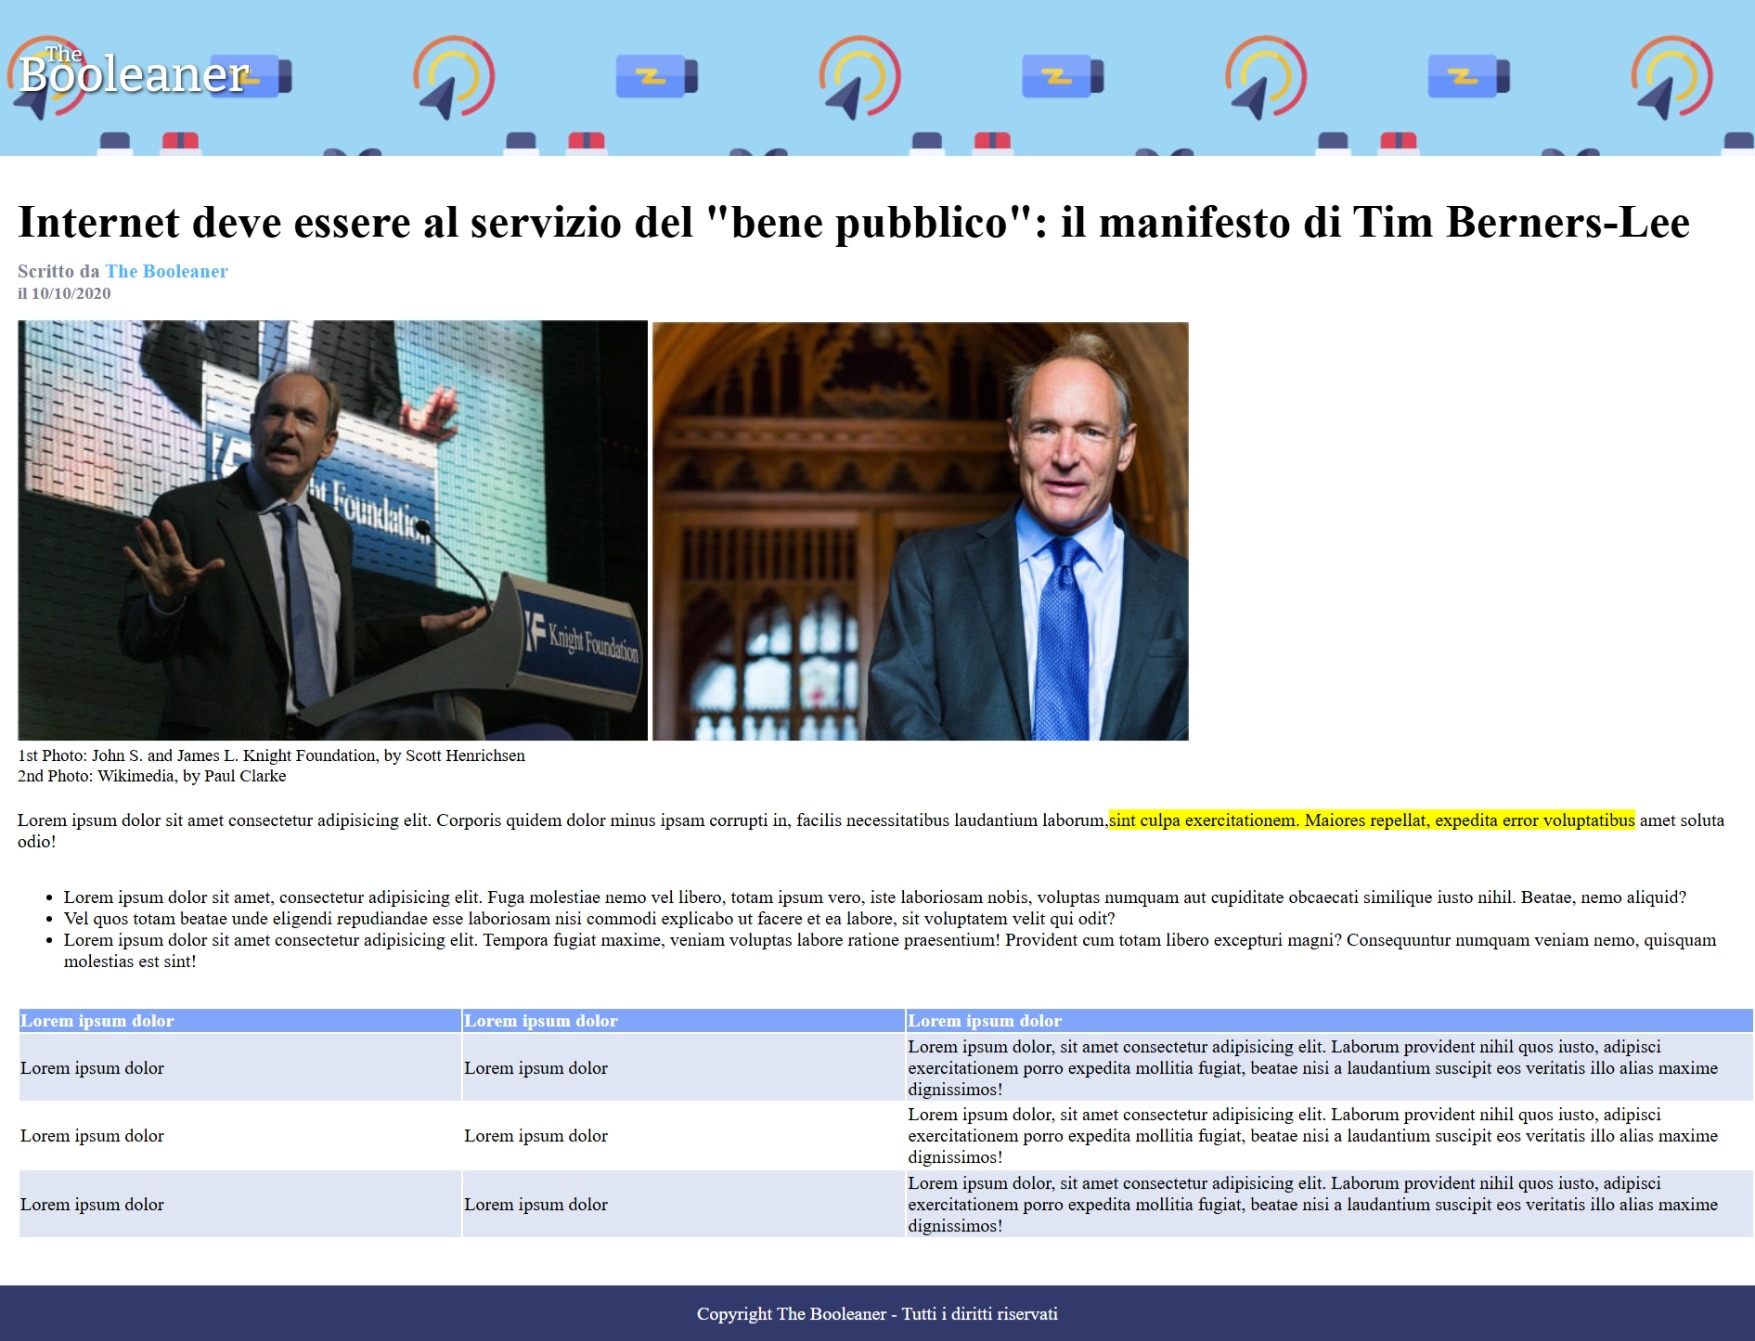 The
Booleaner
Internet deve essere al servizio del "bene pubblico": il manifesto di Tim Berners-Lee
Scritto da The Booleaner
il 10/10/2020
Knight Foundation
Knight Foundation
1st Photo: John S. and James L. Knight Foundation, by Scott Henrichsen
2nd Photo: Wikimedia, by Paul Clarke
Lorem ipsum dolor sit amet consectetur adipisicing elit. Corporis quidem dolor minus ipsam corrupti in, facilis necessitatibus laudantium laborum,sint culpa exercitationem. Maiores repellat, expedita error voluptatibus amet soluta
odio!
• Lorem ipsum dolor sit amet, consectetur adipisicing elit. Fuga molestiae nemo vel libero, totam ipsum vero, iste laboriosam nobis, voluptas numquam aut cupiditate obcaecati similique iusto nihil. Beatae, nemo aliquid?
• Vel quos totam beatae unde eligendi repudiandae esse laboriosam nisi commodi explicabo ut facere et ea labore, sit voluptatem velit qui odit?
• Lorem ipsum dolor sit amet consectetur adipisicing elit. Tempora fugiat maxime, veniam voluptas labore ratione praesentium! Provident cum totam libero excepturi magni? Consequuntur numquam veniam nemo, quisquam
molestias est sint!
Lorem ipsum dolor Lorem ipsum dolor Lorem ipsum dolor
Lorem ipsum dolor Lorem ipsum dolor Lorem ipsum dolor, sit amet consectetur adipisicing elit. Laborum provident nihil quos iusto, adipisci
exercitationem porro expedita mollitia fugiat, beatae nisi a laudantium suscipit eos veritatis illo alias maxime
dignissimos!
Lorem ipsum dolor Lorem ipsum dolor Lorem ipsum dolor, sit amet consectetur adipisicing elit. Laborum provident nihil quos iusto, adipisci
exercitationem porro expedita mollitia fugiat, beatae nisi a laudantium suscipit eos veritatis illo alias maxime
dignissimos!
Lorem ipsum dolor Lorem ipsum dolor Lorem ipsum dolor, sit amet consectetur adipisicing elit. Laborum provident nihil quos iusto, adipisci
exercitationem porro expedita mollitia fugiat, beatae nisi a laudantium suscipit eos veritatis illo alias maxime
dignissimos!
Copyright The Booleaner - Tutti i diritti riservati